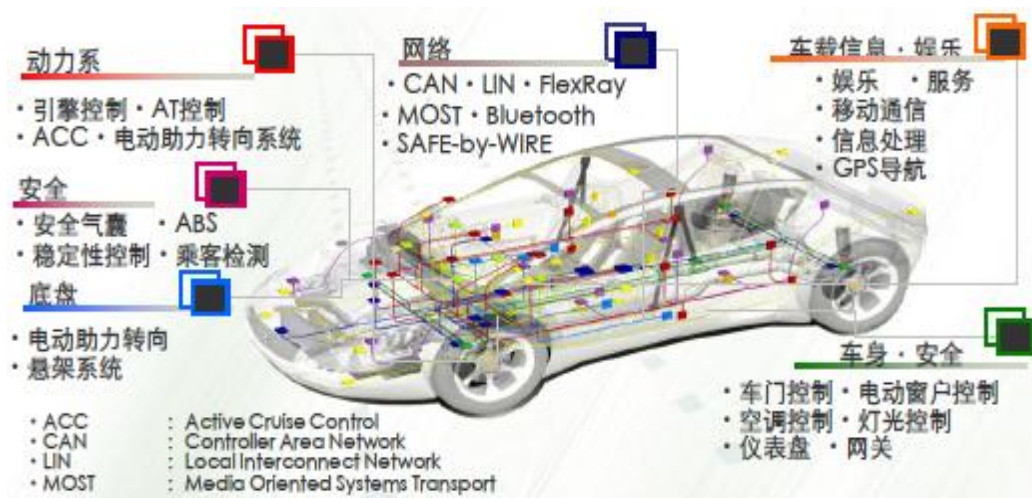 动力系
・引擎控制・AT控制
・ACC・电动助力转向系统
安全
・安全气囊 ・ABS
・稳定性控制・乘客检测
底盘
・电动助力转向
・悬架系统
・ACC : Active Cruise Control
・CAN : Controller Area Network
・LIN : Local Interconnect Network
・MOST : Media Oriented Systems Transport
网络
・CAN・LIN・FlexRay
・MOST・Bluetooth
・SAFE-by-WIRE
车载信息・娱乐
・娱乐 ・服务
・移动通信
・信息处理
・GPS导航
车身・安全
・车门控制・电动窗户控制
・空调控制・灯光控制
・仪表盘 ・网关